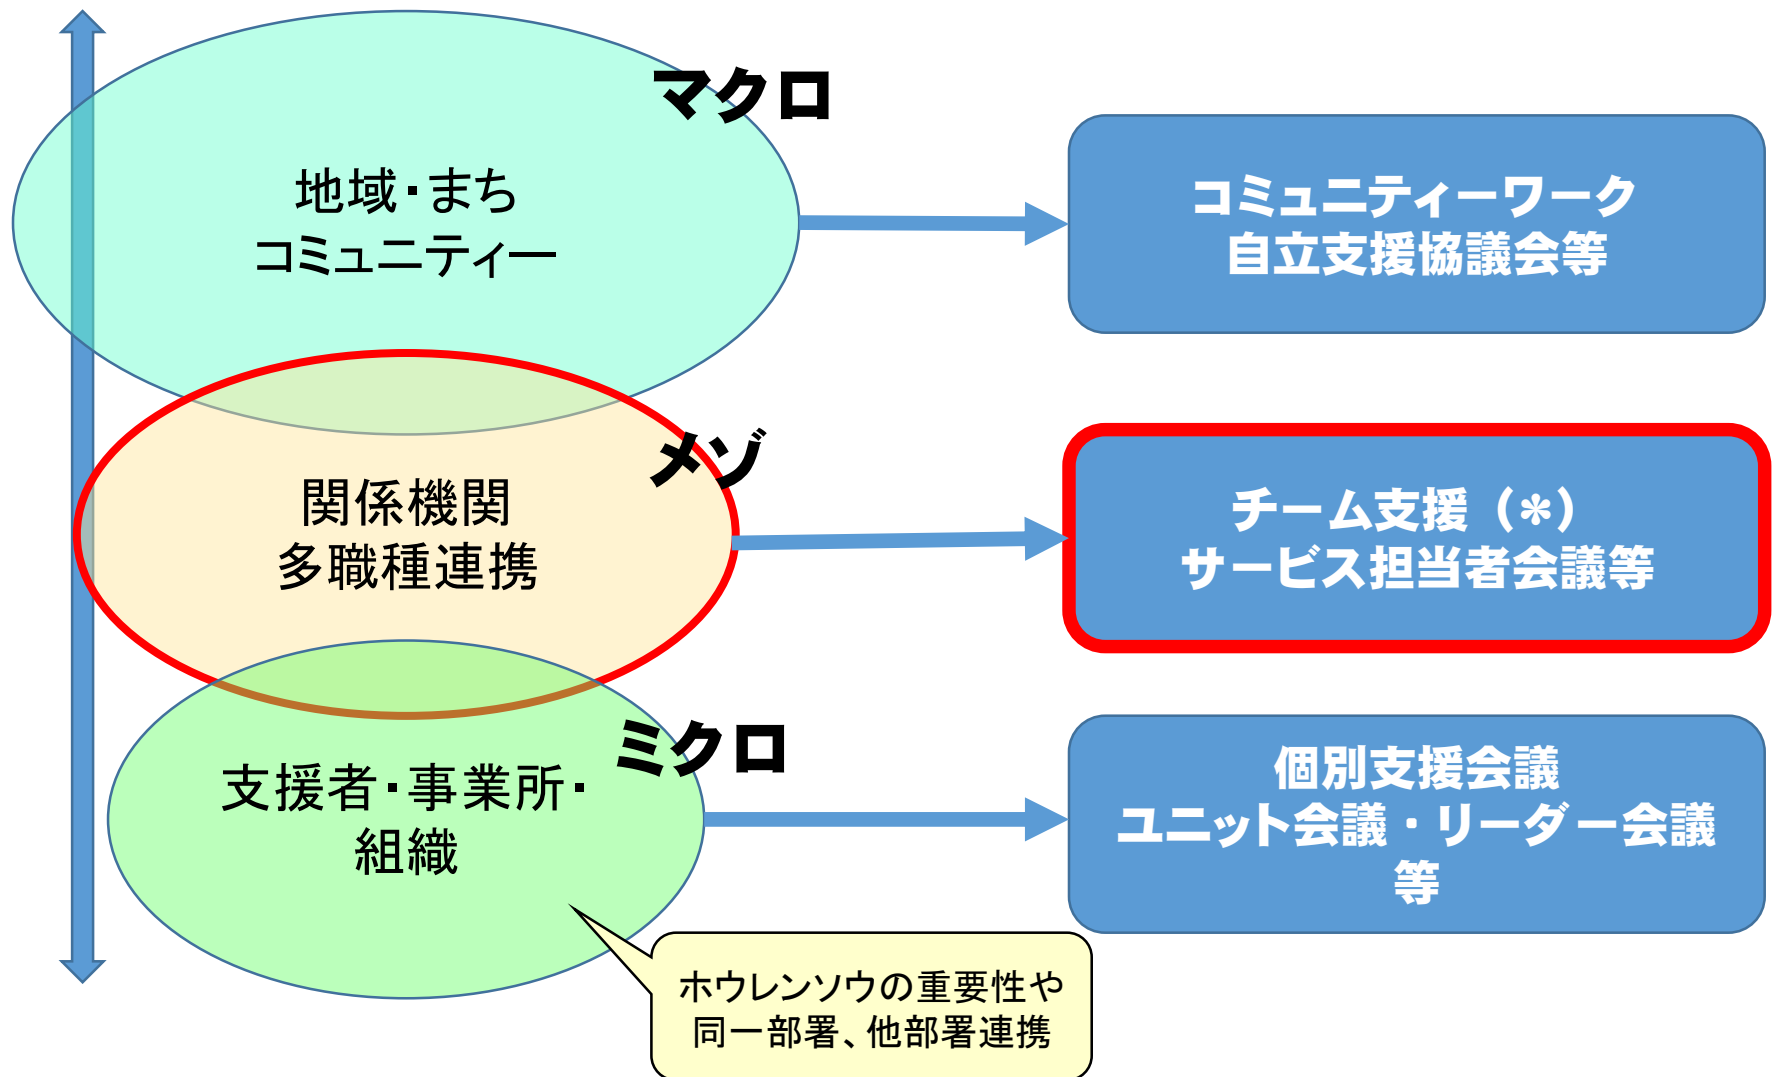 マクロ
地域・まち
コミュニティー
コミュニティーワーク
自立支援協議会等
メゾ
関係機関
多職種連携
チーム支援（＊）
サービス担当者会議等
ミクロ
支援者・事業所・
組織
個別支援会議
ユニット会議・リーダー会議
等
ホウレンソウの重要性や
同一部署、他部署連携